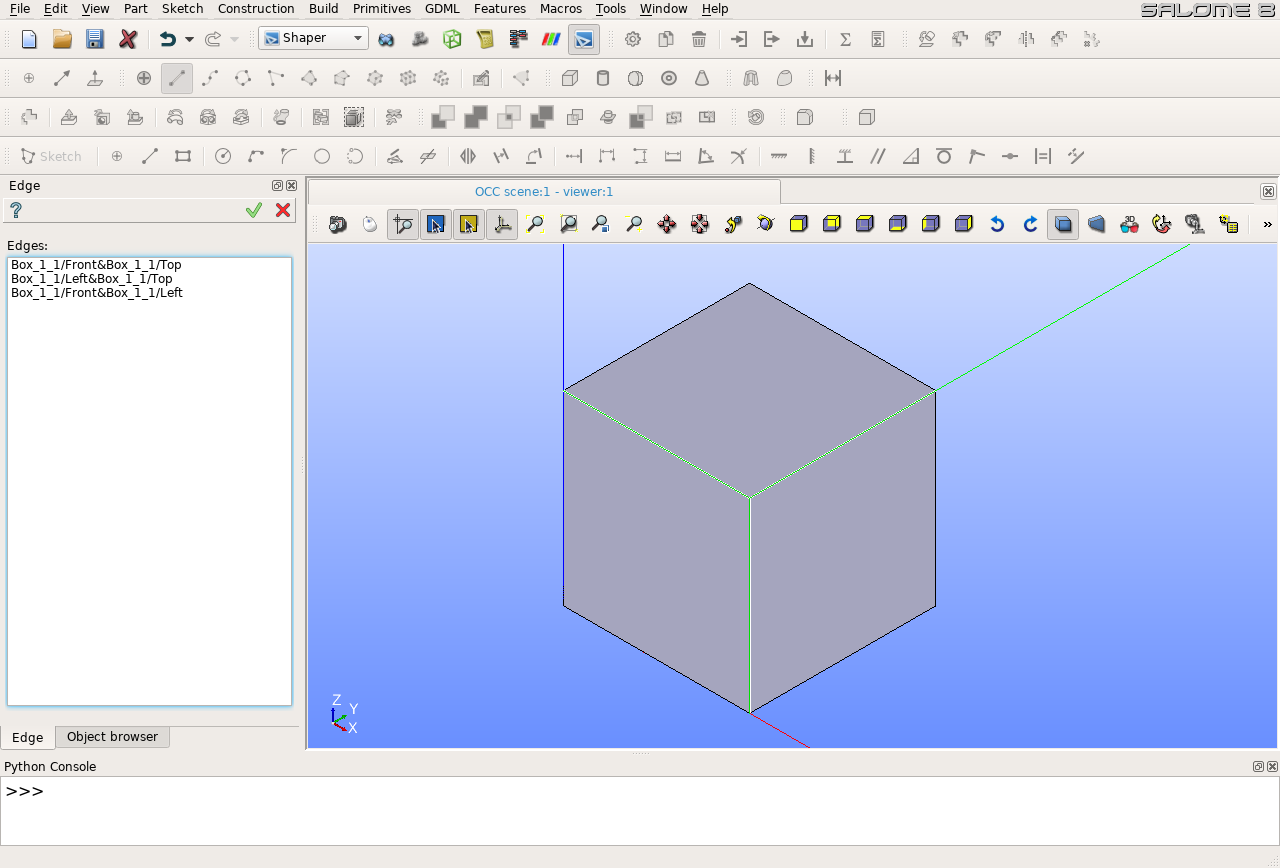 File Edit View Part Sketch Construction Build Primitives GDML Features Macros Tools Window Help
SALOME 8
Shaper
Sketch
Edge
OCC scene:1 - viewer:1
?
3D
»
Edges:
Box_1_1/Front&Box_1_1/Top
Box_1_1/Left&Box_1_1/Top
Box_1_1/Front&Box_1_1/Left
Z
Y
X
Edge
Object browser
Python Console
>>>